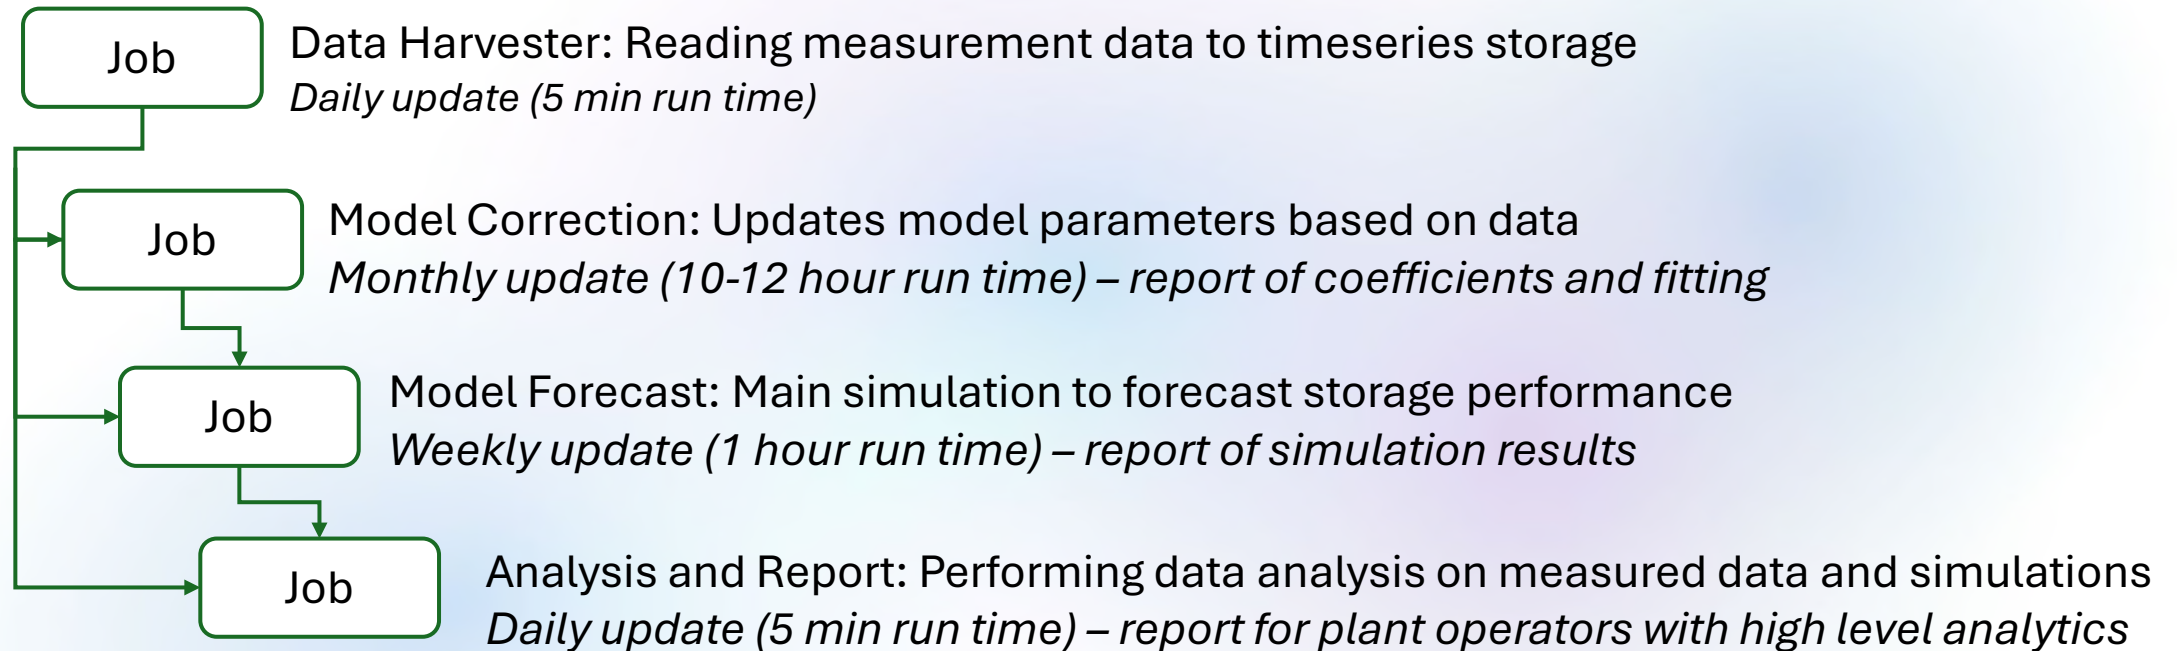 Job
Data Harvester: Reading measurement data to timeseries storage
Daily update (5 min run time)
Job
Model Correction: Updates model parameters based on data
Monthly update (10-12 hour run time) – report of coefficients and fitting
Job
Model Forecast: Main simulation to forecast storage performance
Weekly update (1 hour run time) – report of simulation results
Job
Analysis and Report: Performing data analysis on measured data and simulations
Daily update (5 min run time) – report for plant operators with high level analytics